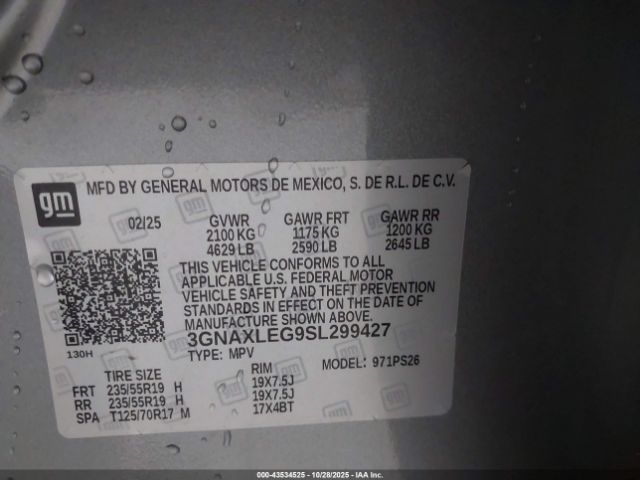 gm
MFD BY GENERAL MOTORS DE MEXICO, S. DE R.L. DE C.V.
02/25 GVWR GAWR FRT GAWR RR
2100 KG 1175 KG 1200 KG
4629 LB 2590 LB 2645 LB
THIS VEHICLE CONFORMS TO ALL
APPLICABLE U.S. FEDERAL MOTOR
VEHICLE SAFETY AND THEFT PREVENTION
STANDARDS IN EFFECT ON THE DATE OF
MANUFACTURE SHOWN ABOVE.
3GNAXLEG9SL299427
130H
TYPE: MPV MODEL: 971PS26
TIRE SIZE RIM
FRT 235/55R19 H 19X7.5J
RR 235/55R19 H 19X7.5J
SPA T125/70R17 M 17X4BT
000-43534525 | 10/28/2025 | IAA Inc.